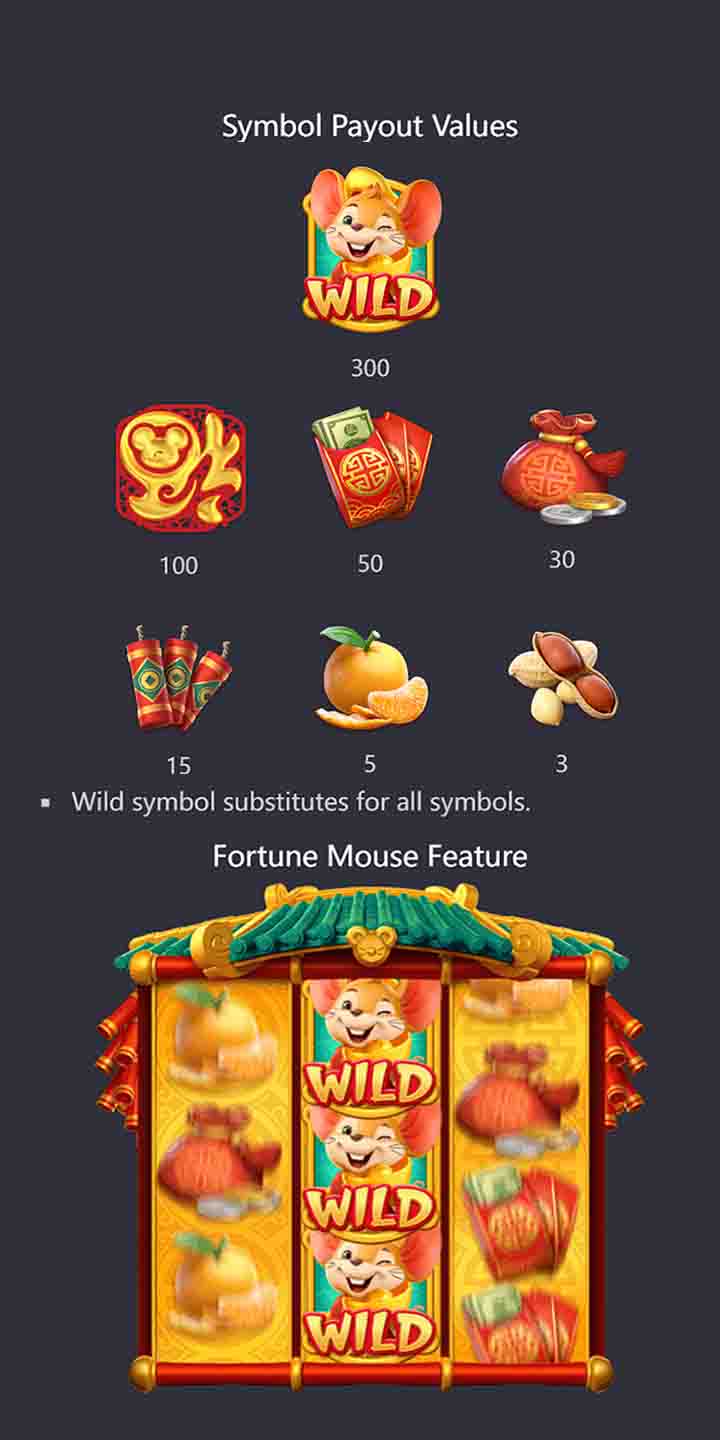 Symbol Payout Values
WILD
300
100 50 30
15 5 3
▪ Wild symbol substitutes for all symbols.
Fortune Mouse Feature
WILD
WILD
WILD